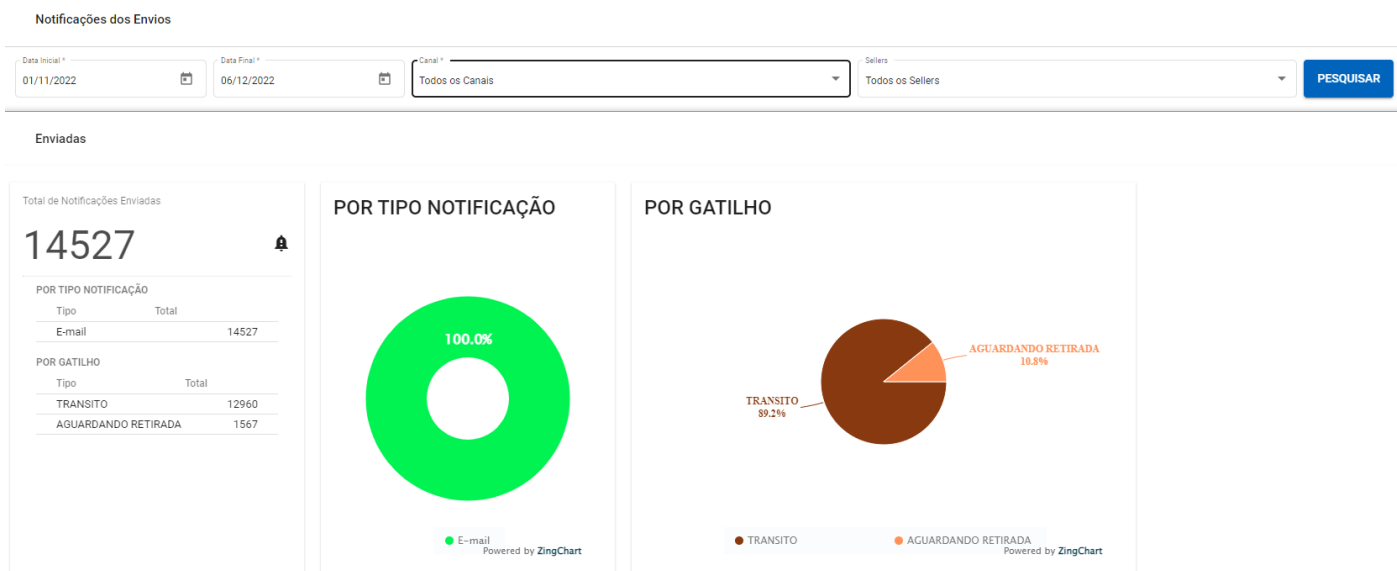 Notificações dos Envios
Data Inicial *
01/11/2022
Data Final *
06/12/2022
Canal *
Todos os Canais
Sellers
Todos os Sellers
PESQUISAR
Enviadas
Total de Notificações Enviadas
14527
POR TIPO NOTIFICAÇÃO
Tipo Total
E-mail 14527
POR GATILHO
Tipo Total
TRANSITO 12960
AGUARDANDO RETIRADA 1567
POR TIPO NOTIFICAÇÃO
100.0%
E-mail
Powered by ZingChart
POR GATILHO
AGUARDANDO RETIRADA
10.8%
TRANSITO
89.2%
TRANSITO AGUARDANDO RETIRADA
Powered by ZingChart